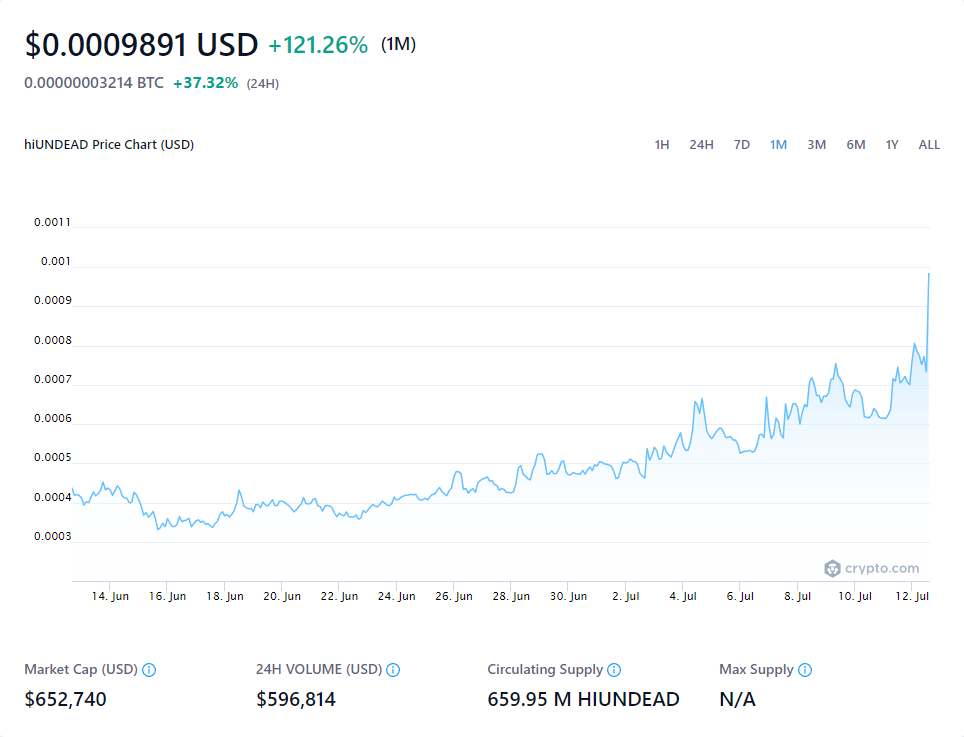 $0.0009891 USD +121.26% (1M)
0.00000003214 BTC +37.32% (24H)
hiUNDEAD Price Chart (USD) 1H 24H 7D 1M 3M 6M 1Y ALL
0.0011
0.001
0.0009
0.0008
0.0007
0.0006
0.0005
0.0004
0.0003
crypto.com
14. Jun 16. Jun 18. Jun 20. Jun 22. Jun 24. Jun 26. Jun 28. Jun 30. Jun 2. Jul 4. Jul 6. Jul 8. Jul 10. Jul 12. Jul
Market Cap (USD) 24H VOLUME (USD) Circulating Supply Max Supply
$652,740 $596,814 659.95 M HIUNDEAD N/A